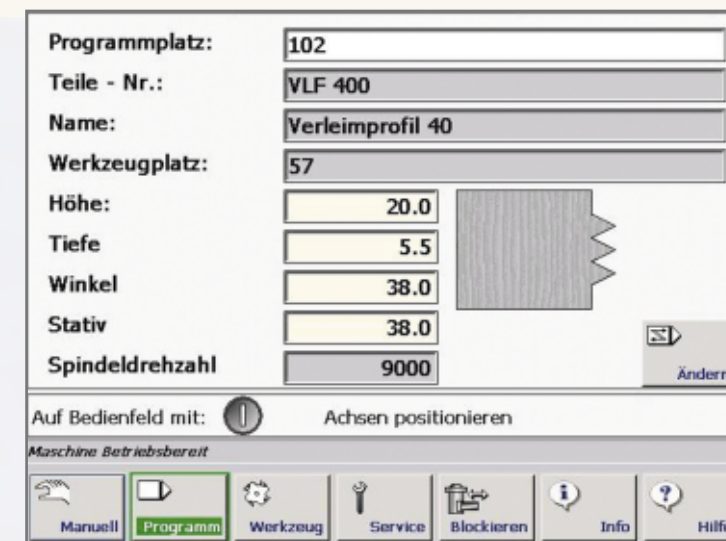 Programmplatz: 102
Teile - Nr.: VLF 400
Name: Verleimprofil 40
Werkzeugplatz: 57
Höhe: 20.0
Tiefe 5.5
Winkel 38.0
Stativ 38.0
Spindeldrehzahl 9000
Ändern
Auf Bedienfeld mit: Achsen positionieren
Maschine Betriebsbereit
Manuell Programm Werkzeug Service Blockieren Info Hilfe